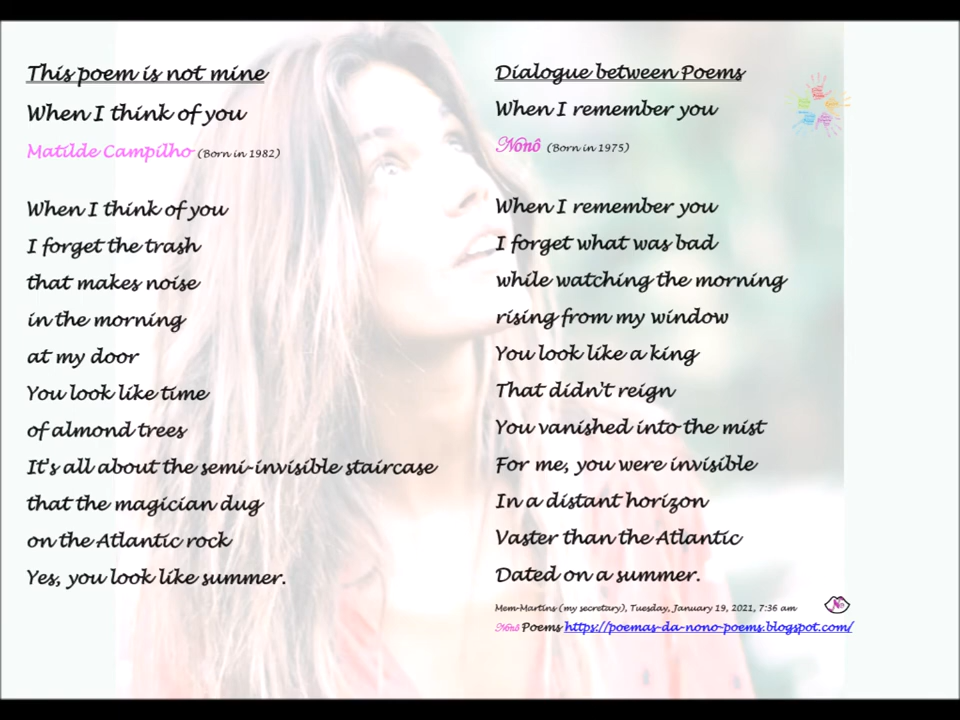 This poem is not mine
When I think of you
Matilde Campilho (Born in 1982)
When I think of you
I forget the trash
that makes noise
in the morning
at my door
You look like time
of almond trees
It's all about the semi-invisible staircase
that the magician dug
on the Atlantic rock
Yes, you look like summer.
Dialogue between Poems
When I remember you
Nonô (Born in 1975)
When I remember you
I forget what was bad
while watching the morning
rising from my window
You look like a king
That didn't reign
You vanished into the mist
For me, you were invisible
In a distant horizon
Vaster than the Atlantic
Dated on a summer.
Mem-Martins (my secretary), Tuesday, January 19, 2021, 7:36 am
Nonô Poems https://poemas-da-nono-poems.blogspot.com/